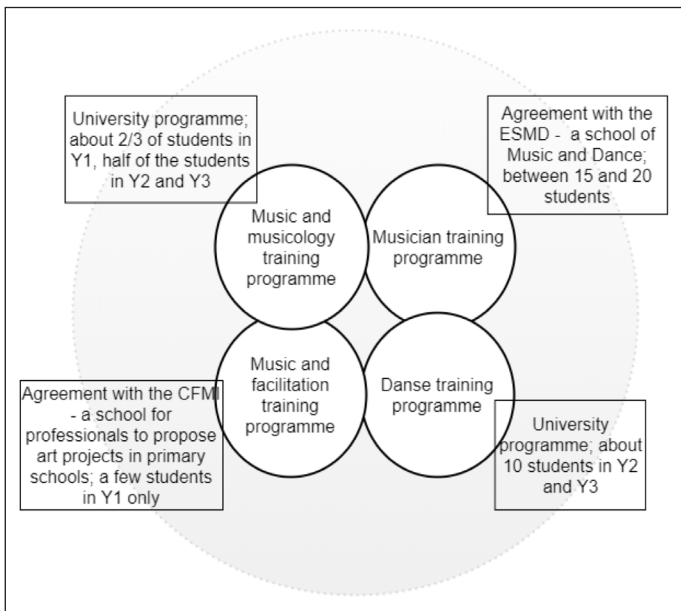 University programme;
about 2/3 of students in
Y1, half of the students
in Y2 and Y3
Agreement with the
ESMD - a school of
Music and Dance;
between 15 and 20
students
Music and
musicology
training
programme
Musician training
programme
Music and
facilitation
training
programme
Danse training
programme
Agreement with the CFMI
- a school for
professionals to propose
art projects in primary
schools; a few students
in Y1 only
University
programme; about
10 students in Y2
and Y3